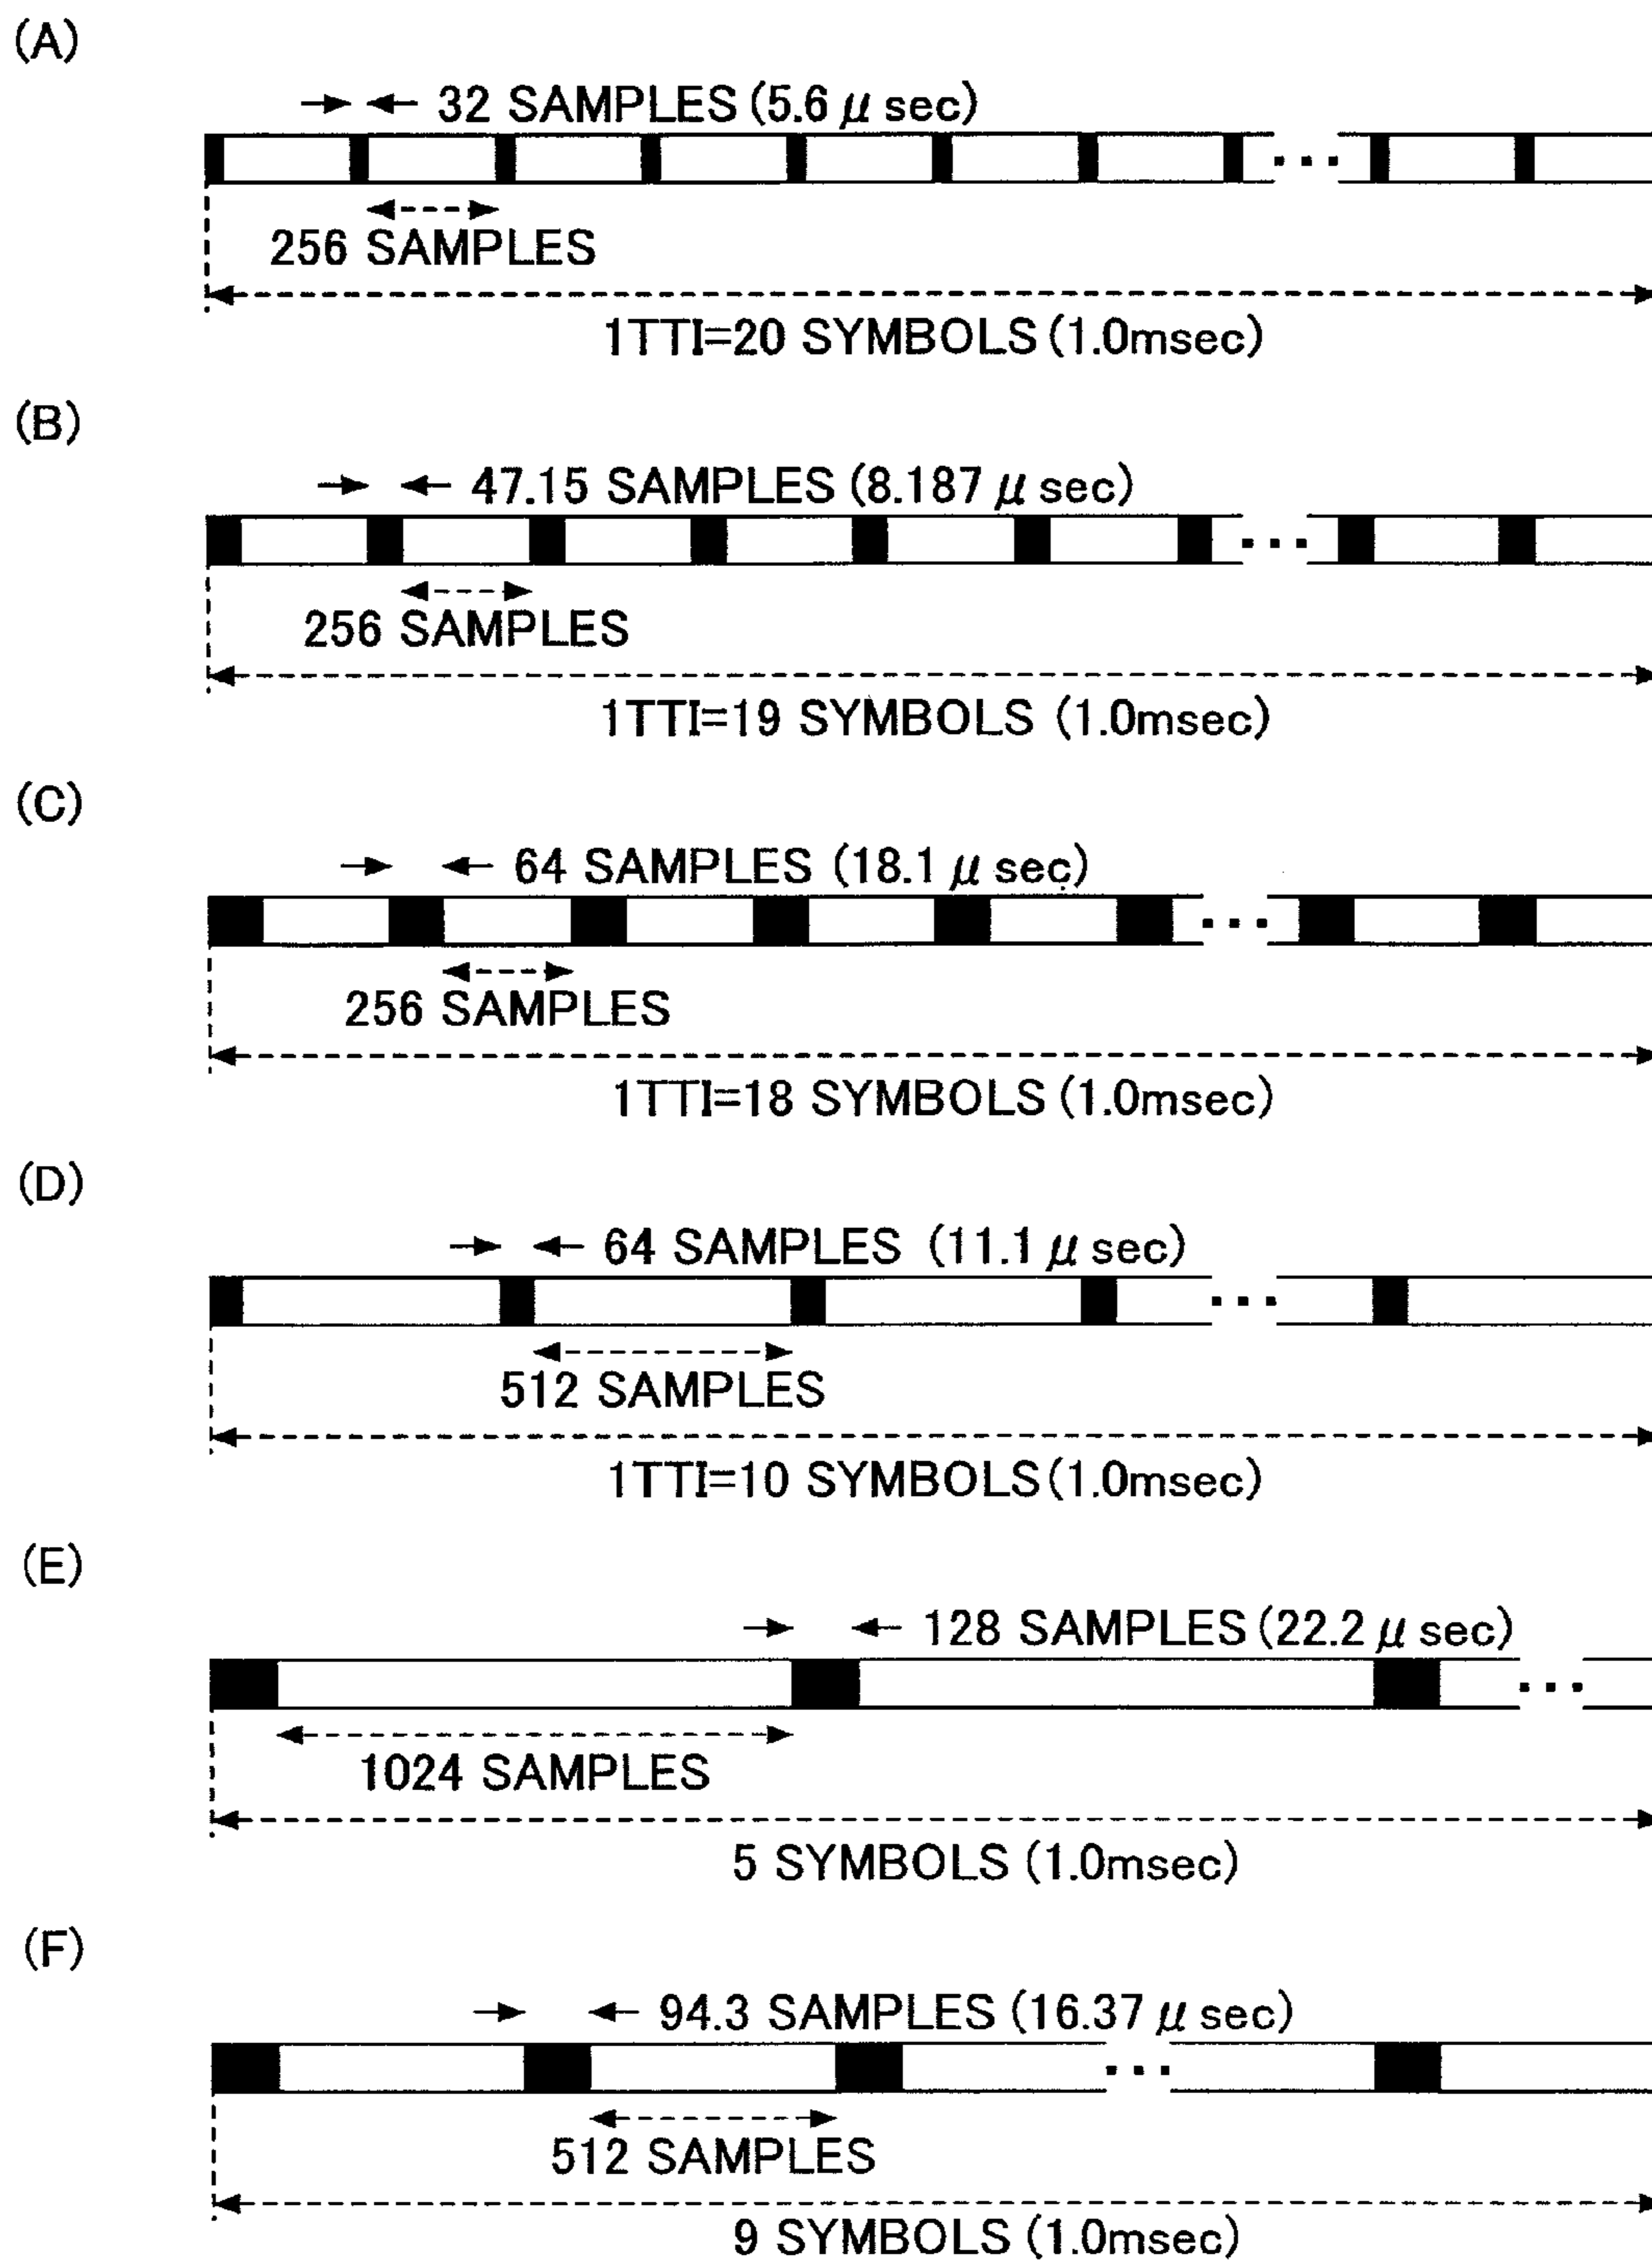 (A)
32 SAMPLES (5.6 μ sec)
...
256 SAMPLES
1TTI=20 SYMBOLS (1.0msec)
(B)
47.15 SAMPLES (8.187 μ sec)
...
256 SAMPLES
1TTI=19 SYMBOLS (1.0msec)
(C)
64 SAMPLES (18.1 μ sec)
...
256 SAMPLES
1TTI=18 SYMBOLS (1.0msec)
(D)
64 SAMPLES (11.1 μ sec)
...
512 SAMPLES
1TTI=10 SYMBOLS (1.0msec)
(E)
128 SAMPLES (22.2 μ sec)
...
1024 SAMPLES
5 SYMBOLS (1.0msec)
(F)
94.3 SAMPLES (16.37 μ sec)
...
512 SAMPLES
9 SYMBOLS (1.0msec)